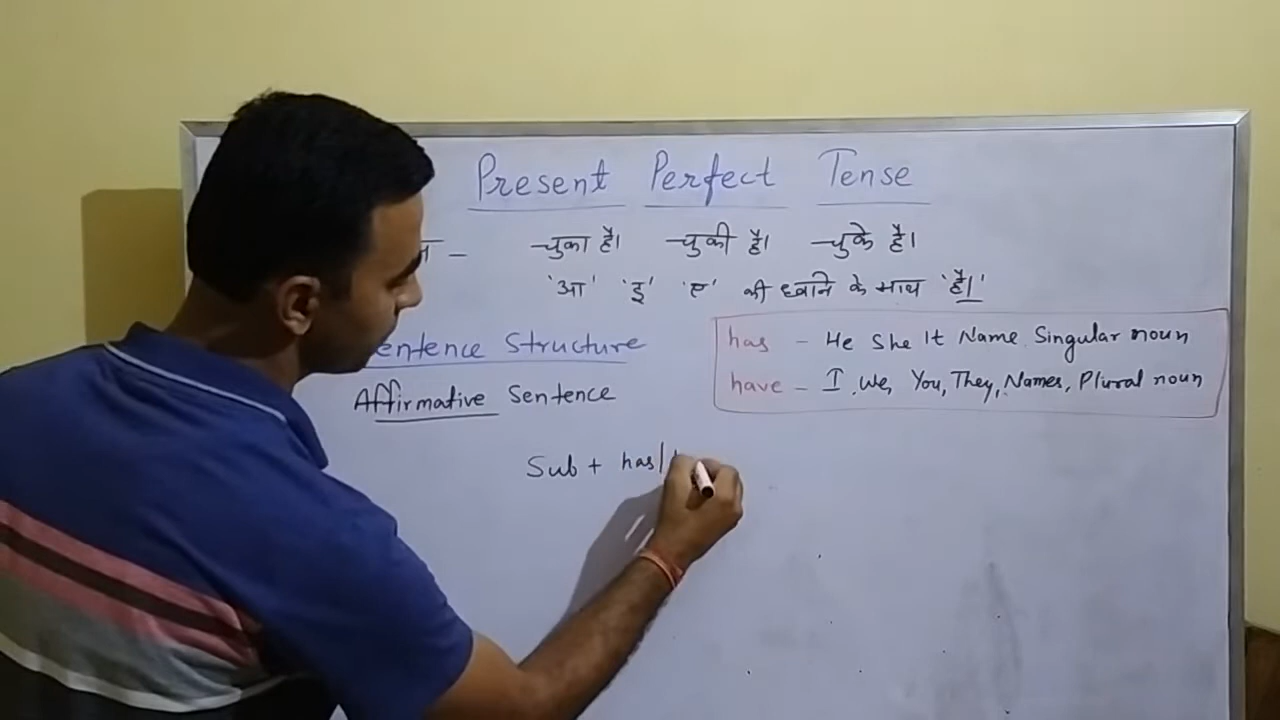 Present Perfect Tense
– चुका है। चुकी है। चुके है।
'आ' 'इ' 'ए' की ध्वनि के साथ 'है।'
entence Structure
has – He She It Name Singular noun
have – I, We, You, They, Names, Plural noun
Affirmative Sentence
Sub + has/